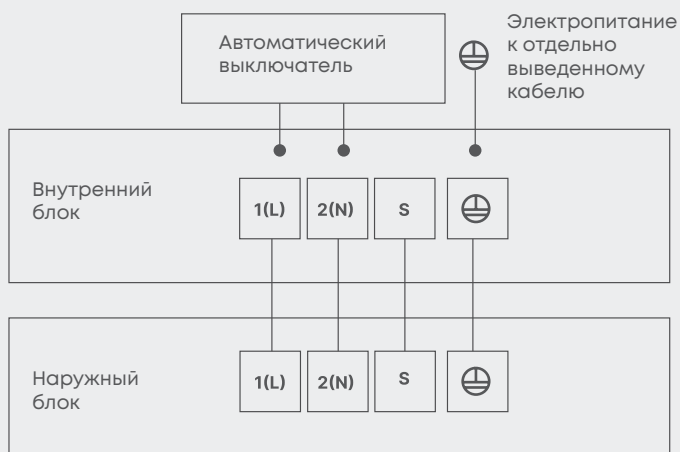 Автоматический
выключатель
Электропитание
к отдельно
выведенному
кабелю
Внутренний
блок
1(L)
2(N)
S
Наружный
блок
1(L)
2(N)
S